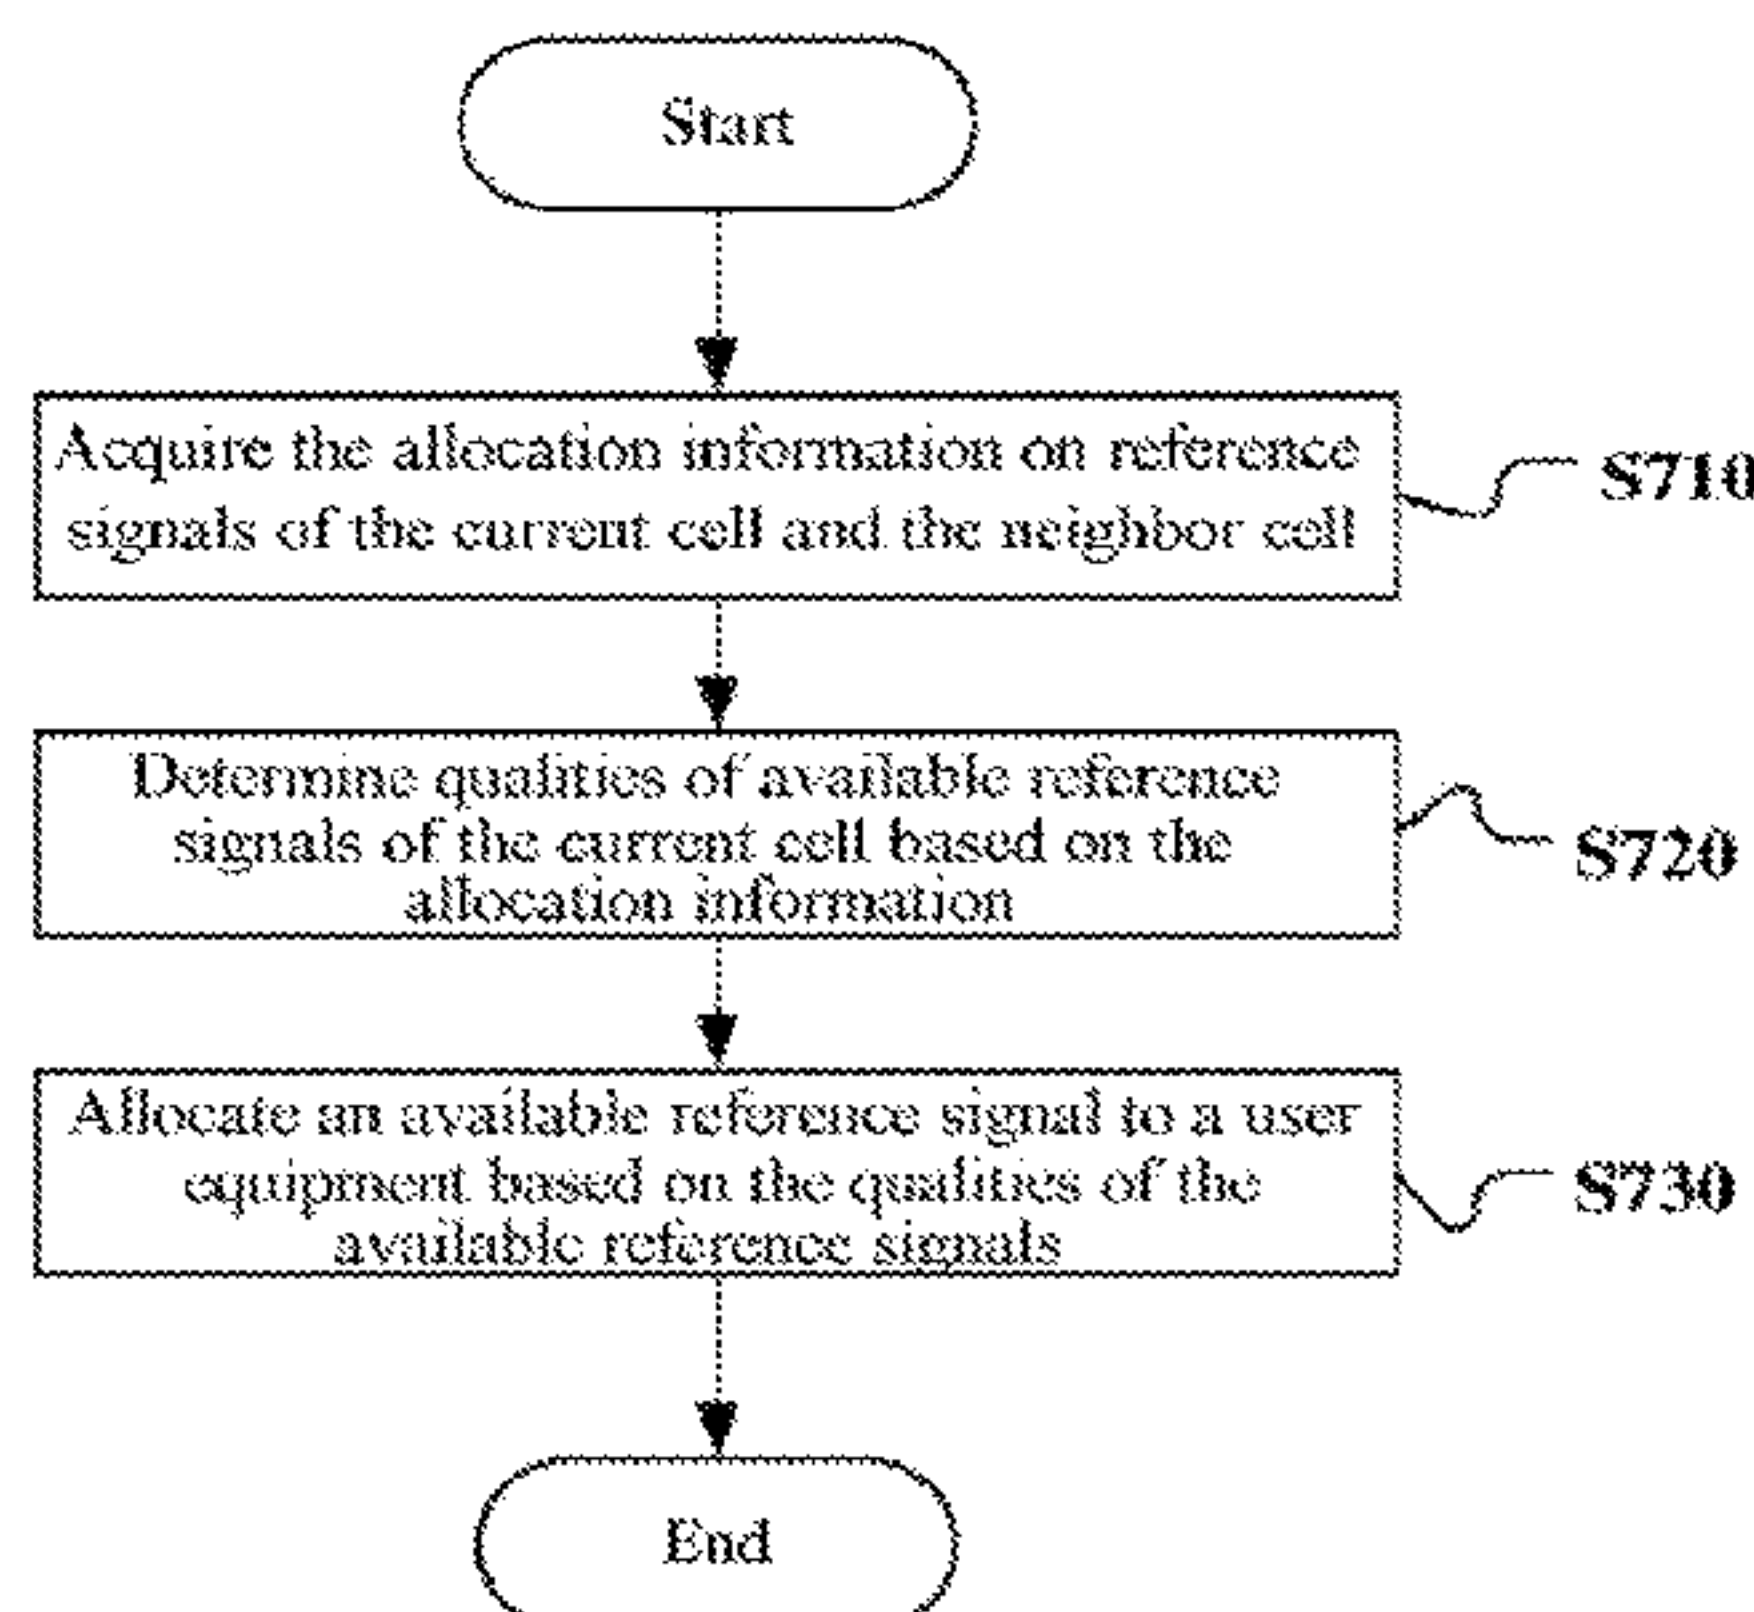 Start
Acquire the allocation information on reference
signals of the current cell and the neighbor cell
S710
Determine qualities of available reference
signals of the current cell based on the
allocation information
S720
Allocate an available reference signal to a user
equipment based on the qualities of the
available reference signals
S730
End